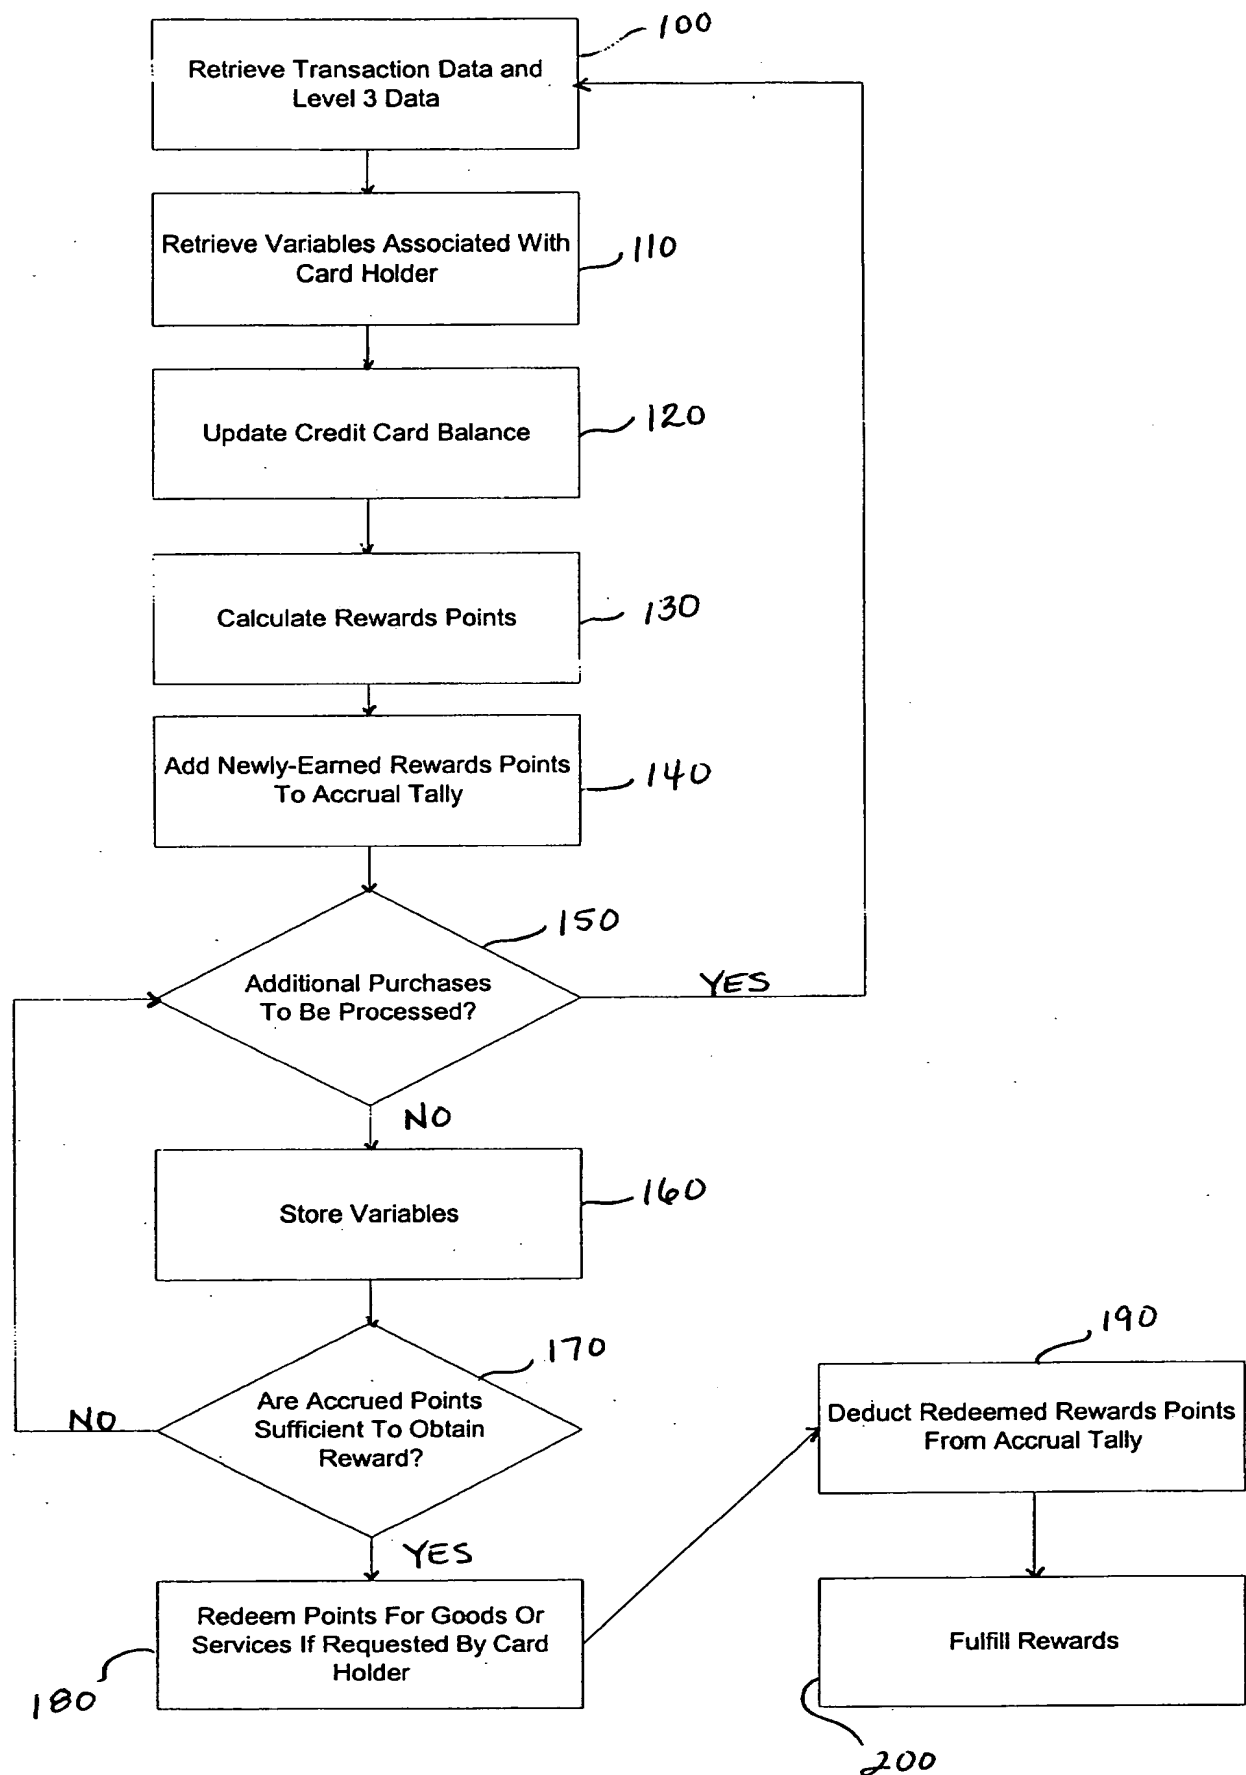 100
Retrieve Transaction Data and
Level 3 Data
Retrieve Variables Associated With
Card Holder
110
Update Credit Card Balance
120
Calculate Rewards Points
130
Add Newly-Earned Rewards Points
To Accrual Tally
140
150
Additional Purchases
To Be Processed?
YES
NO
Store Variables
160
170
Are Accrued Points
Sufficient To Obtain
Reward?
NO
YES
Redeem Points For Goods Or
Services If Requested By Card
Holder
180
190
Deduct Redeemed Rewards Points
From Accrual Tally
Fulfill Rewards
200